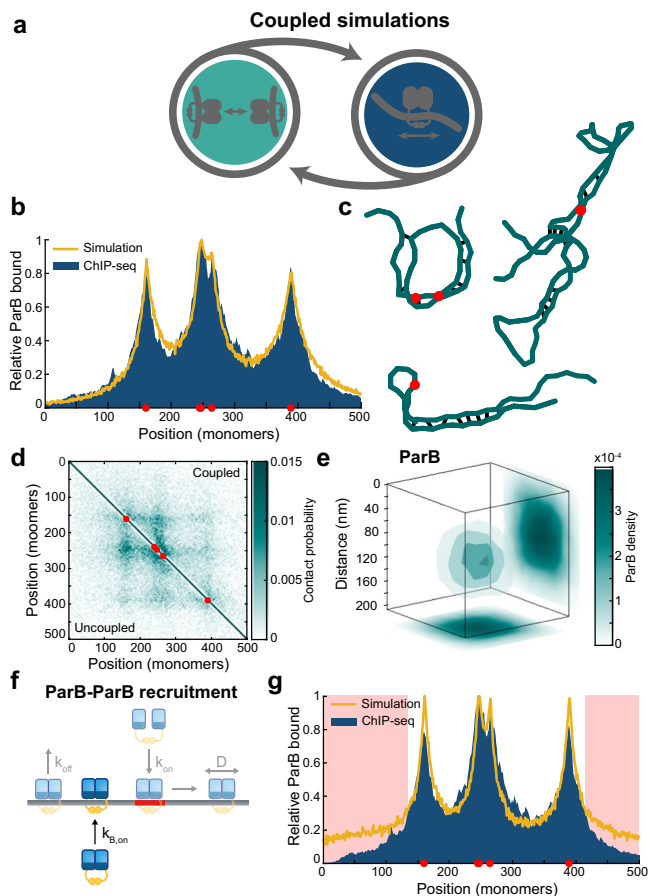 a
Coupled simulations
b
Relative ParB bound
1
0.8
0.6
0.4
0.2
0
Simulation
ChIP-seq
0 100 200 300 400 500
Position (monomers)
c
d
Position (moomers)
0
100
200
300
400
500
Coupled
Uncoupled
0 100 200 300 400 500
Position (monomers)
0.015
0.01
0.005
0
Contact probability
e
ParB
Distance (nm)
0
40
80
120
160
200
x10⁻⁴
4
3
2
1
0
ParB density
f
ParB-ParB recruitment
k_off
k_on
D
k_B,on
g
Relative ParB bound
1
0.8
0.6
0.4
0.2
0
Simulation
ChIP-seq
0 100 200 300 400 500
Position (monomers)